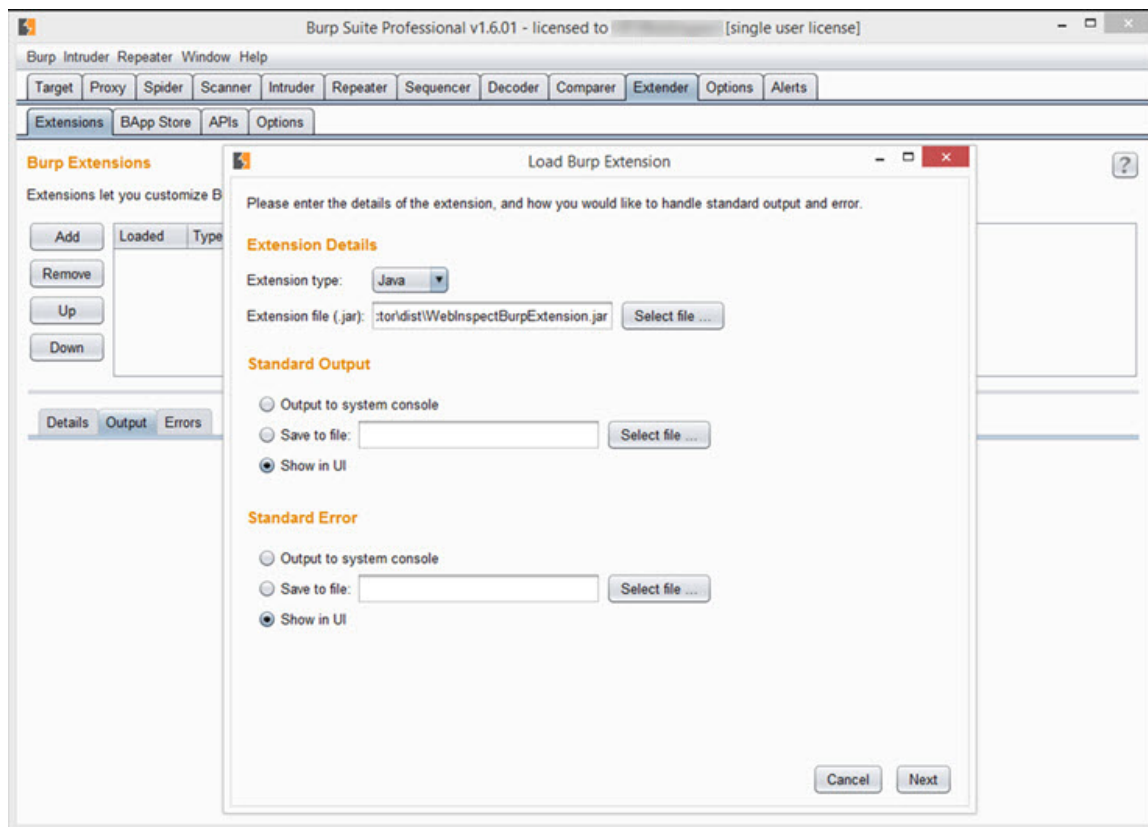 Burp Suite Professional v1.6.01 - licensed to [single user license]
Burp Intruder Repeater Window Help
Target Proxy Spider Scanner Intruder Repeater Sequencer Decoder Comparer Extender Options Alerts
Extensions BApp Store APIs Options
Burp Extensions
Load Burp Extension
?
Extensions let you customize B
Please enter the details of the extension, and how you would like to handle standard output and error.
Add Loaded Type
Extension Details
Remove
Extension type: Java
Up
Extension file (.jar): :tor\dist\WebInspectBurpExtension.jar Select file ...
Down
Standard Output
Output to system console
Details Output Errors
Save to file: Select file ...
Show in UI
Standard Error
Output to system console
Save to file: Select file ...
Show in UI
Cancel Next